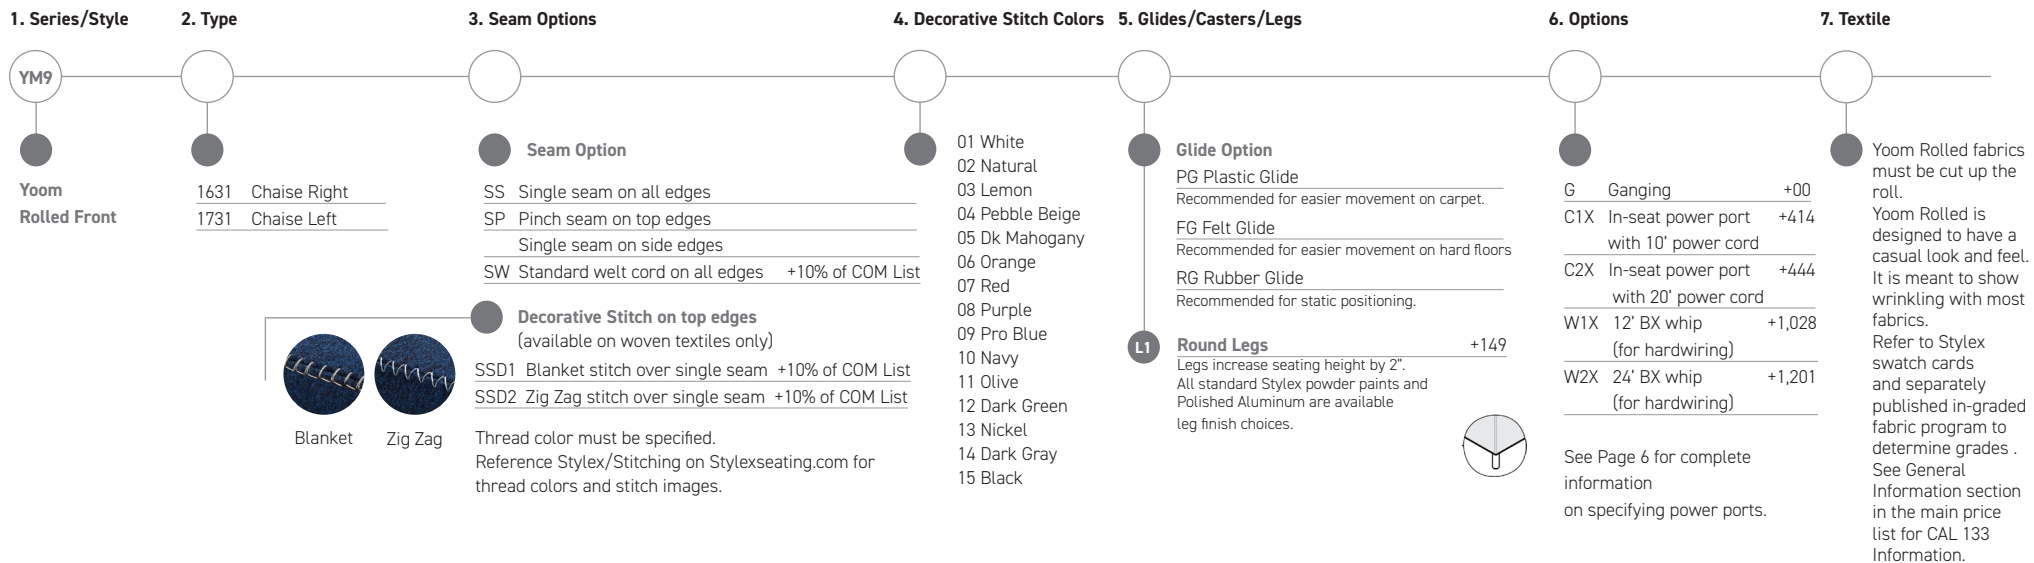 1. Series/Style
2. Type
3. Seam Options
4. Decorative Stitch Colors
5. Glides/Casters/Legs
6. Options
7. Textile
YM9
Yoom
Rolled Front
1631 Chaise Right
1731 Chaise Left
Seam Option
SS Single seam on all edges
SP Pinch seam on top edges
Single seam on side edges
SW Standard welt cord on all edges +10% of COM List
Decorative Stitch on top edges
(available on woven textiles only)
SSD1 Blanket stitch over single seam +10% of COM List
SSD2 Zig Zag stitch over single seam +10% of COM List
Blanket
Zig Zag
Thread color must be specified.
Reference Stylex/Stitching on Stylexseating.com for
thread colors and stitch images.
01 White
02 Natural
03 Lemon
04 Pebble Beige
05 Dk Mahogany
06 Orange
07 Red
08 Purple
09 Pro Blue
10 Navy
11 Olive
12 Dark Green
13 Nickel
14 Dark Gray
15 Black
Glide Option
PG Plastic Glide
Recommended for easier movement on carpet.
FG Felt Glide
Recommended for easier movement on hard floors
RG Rubber Glide
Recommended for static positioning.
L1
Round Legs +149
Legs increase seating height by 2".
All standard Stylex powder paints and
Polished Aluminum are available
leg finish choices.
G Ganging +00
C1X In-seat power port +414
with 10' power cord
C2X In-seat power port +444
with 20' power cord
W1X 12' BX whip +1,028
(for hardwiring)
W2X 24' BX whip +1,201
(for hardwiring)
See Page 6 for complete
information
on specifying power ports.
Yoom Rolled fabrics
must be cut up the
roll.
Yoom Rolled is
designed to have a
casual look and feel.
It is meant to show
wrinkling with most
fabrics.
Refer to Stylex
swatch cards
and separately
published in-graded
fabric program to
determine grades .
See General
Information section
in the main price
list for CAL 133
Information.